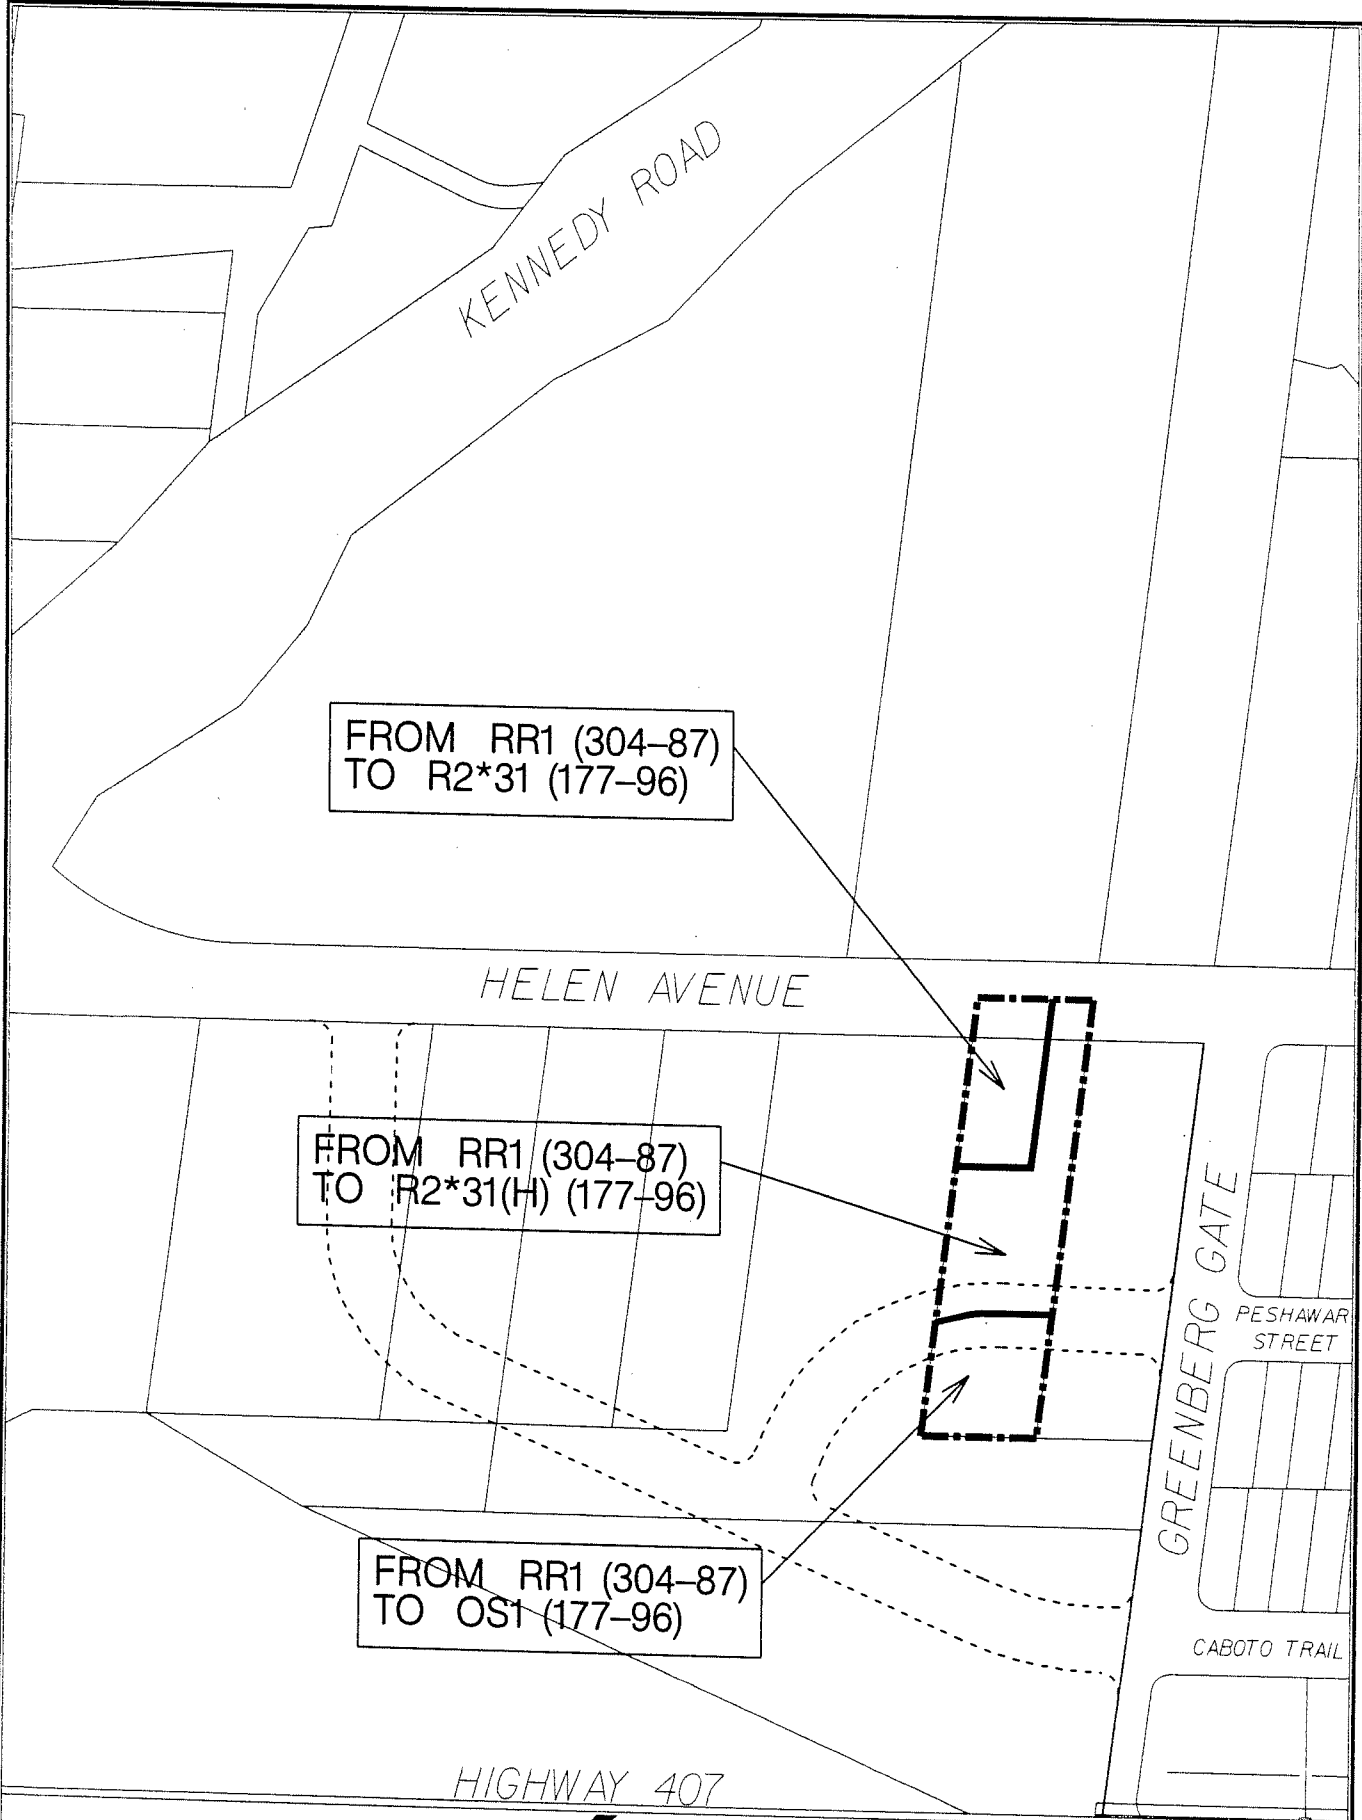 KENNEDY ROAD
FROM RR1 (304–87)
TO R2*31 (177–96)
HELEN AVENUE
FROM RR1 (304–87)
TO R2*31(H) (177–96)
GREENBERG GATE
PESHAWAR
STREET
FROM RR1 (304–87)
TO OS1 (177–96)
CABOTO TRAIL
HIGHWAY 407